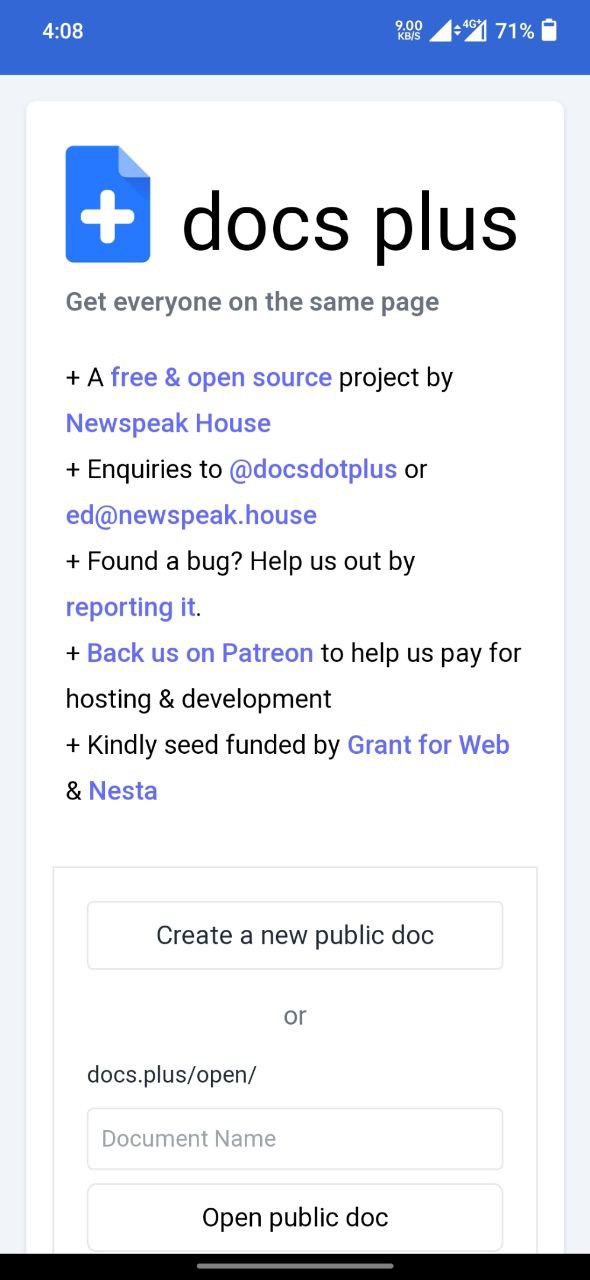 4:08
9.00
KB/S
4G+
71%
docs plus
Get everyone on the same page
+ A free & open source project by
Newspeak House
+ Enquiries to @docsdotplus or
ed@newspeak.house
+ Found a bug? Help us out by
reporting it.
+ Back us on Patreon to help us pay for
hosting & development
+ Kindly seed funded by Grant for Web
& Nesta
Create a new public doc
or
docs.plus/open/
Document Name
Open public doc